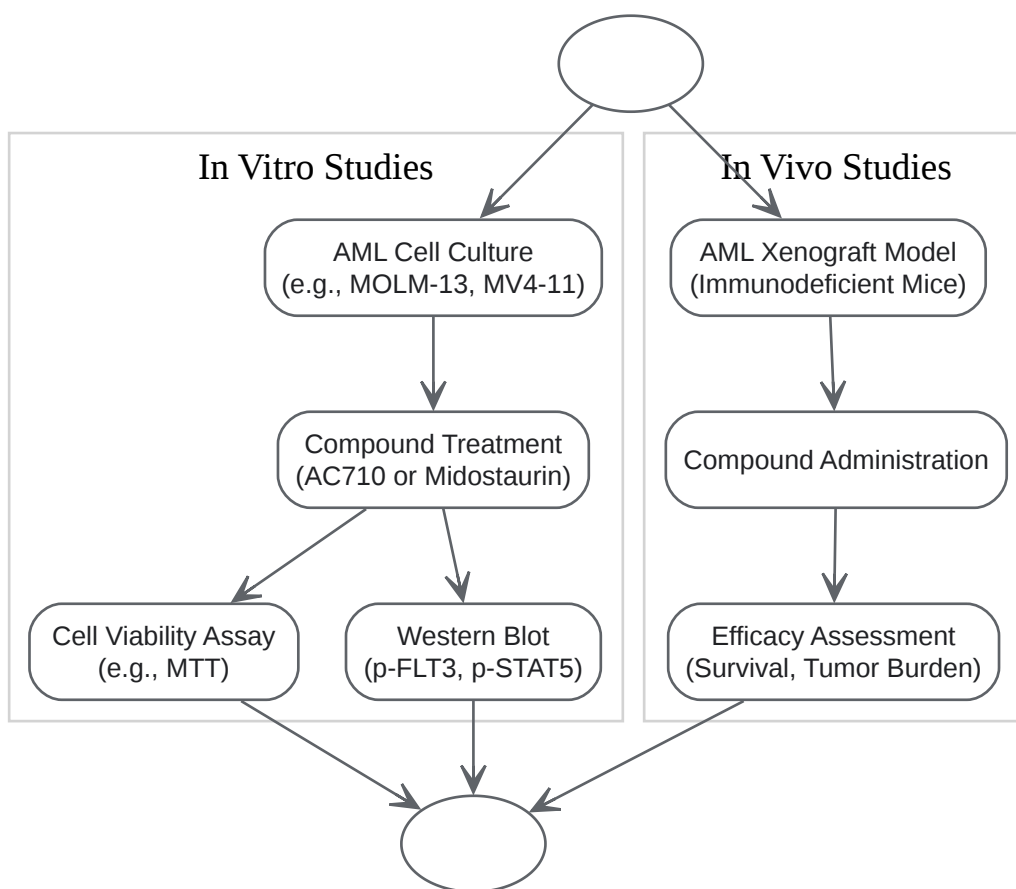 In Vitro Studies
In Vivo Studies
AML Cell Culture
(e.g., MOLM-13, MV4-11)
AML Xenograft Model
(Immunodeficient Mice)
Compound Treatment
(AC710 or Midostaurin)
Compound Administration
Cell Viability Assay
(e.g., MTT)
Western Blot
(p-FLT3, p-STAT5)
Efficacy Assessment
(Survival, Tumor Burden)